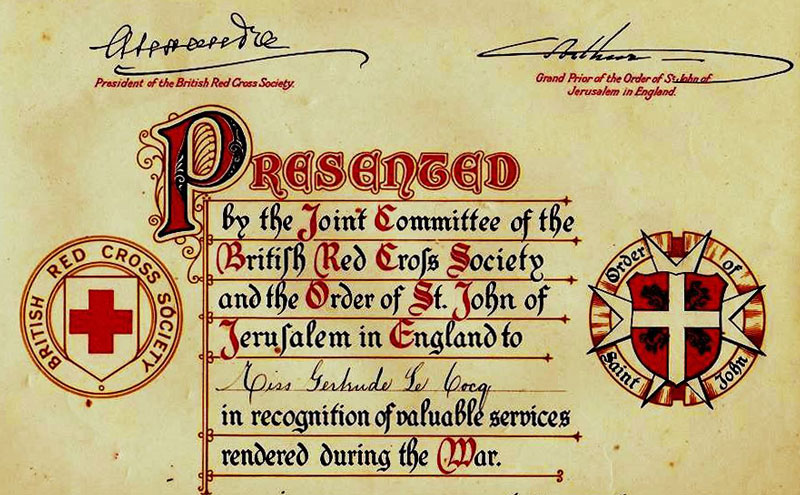 Alexandra
President of the British Red Cross Society.
Arthur
Grand Prior of the Order of St. John of
Jerusalem in England.
PRESENTED
by the Joint Committee of the
Britiſh Red Croſs Society
and the Order of St. John of
Jeruſalem in England to
Miss Gertrude Le Cocq
in recognition of valuable services
rendered during the War.
BRITISH RED CROSS SOCIETY
Order of Saint John